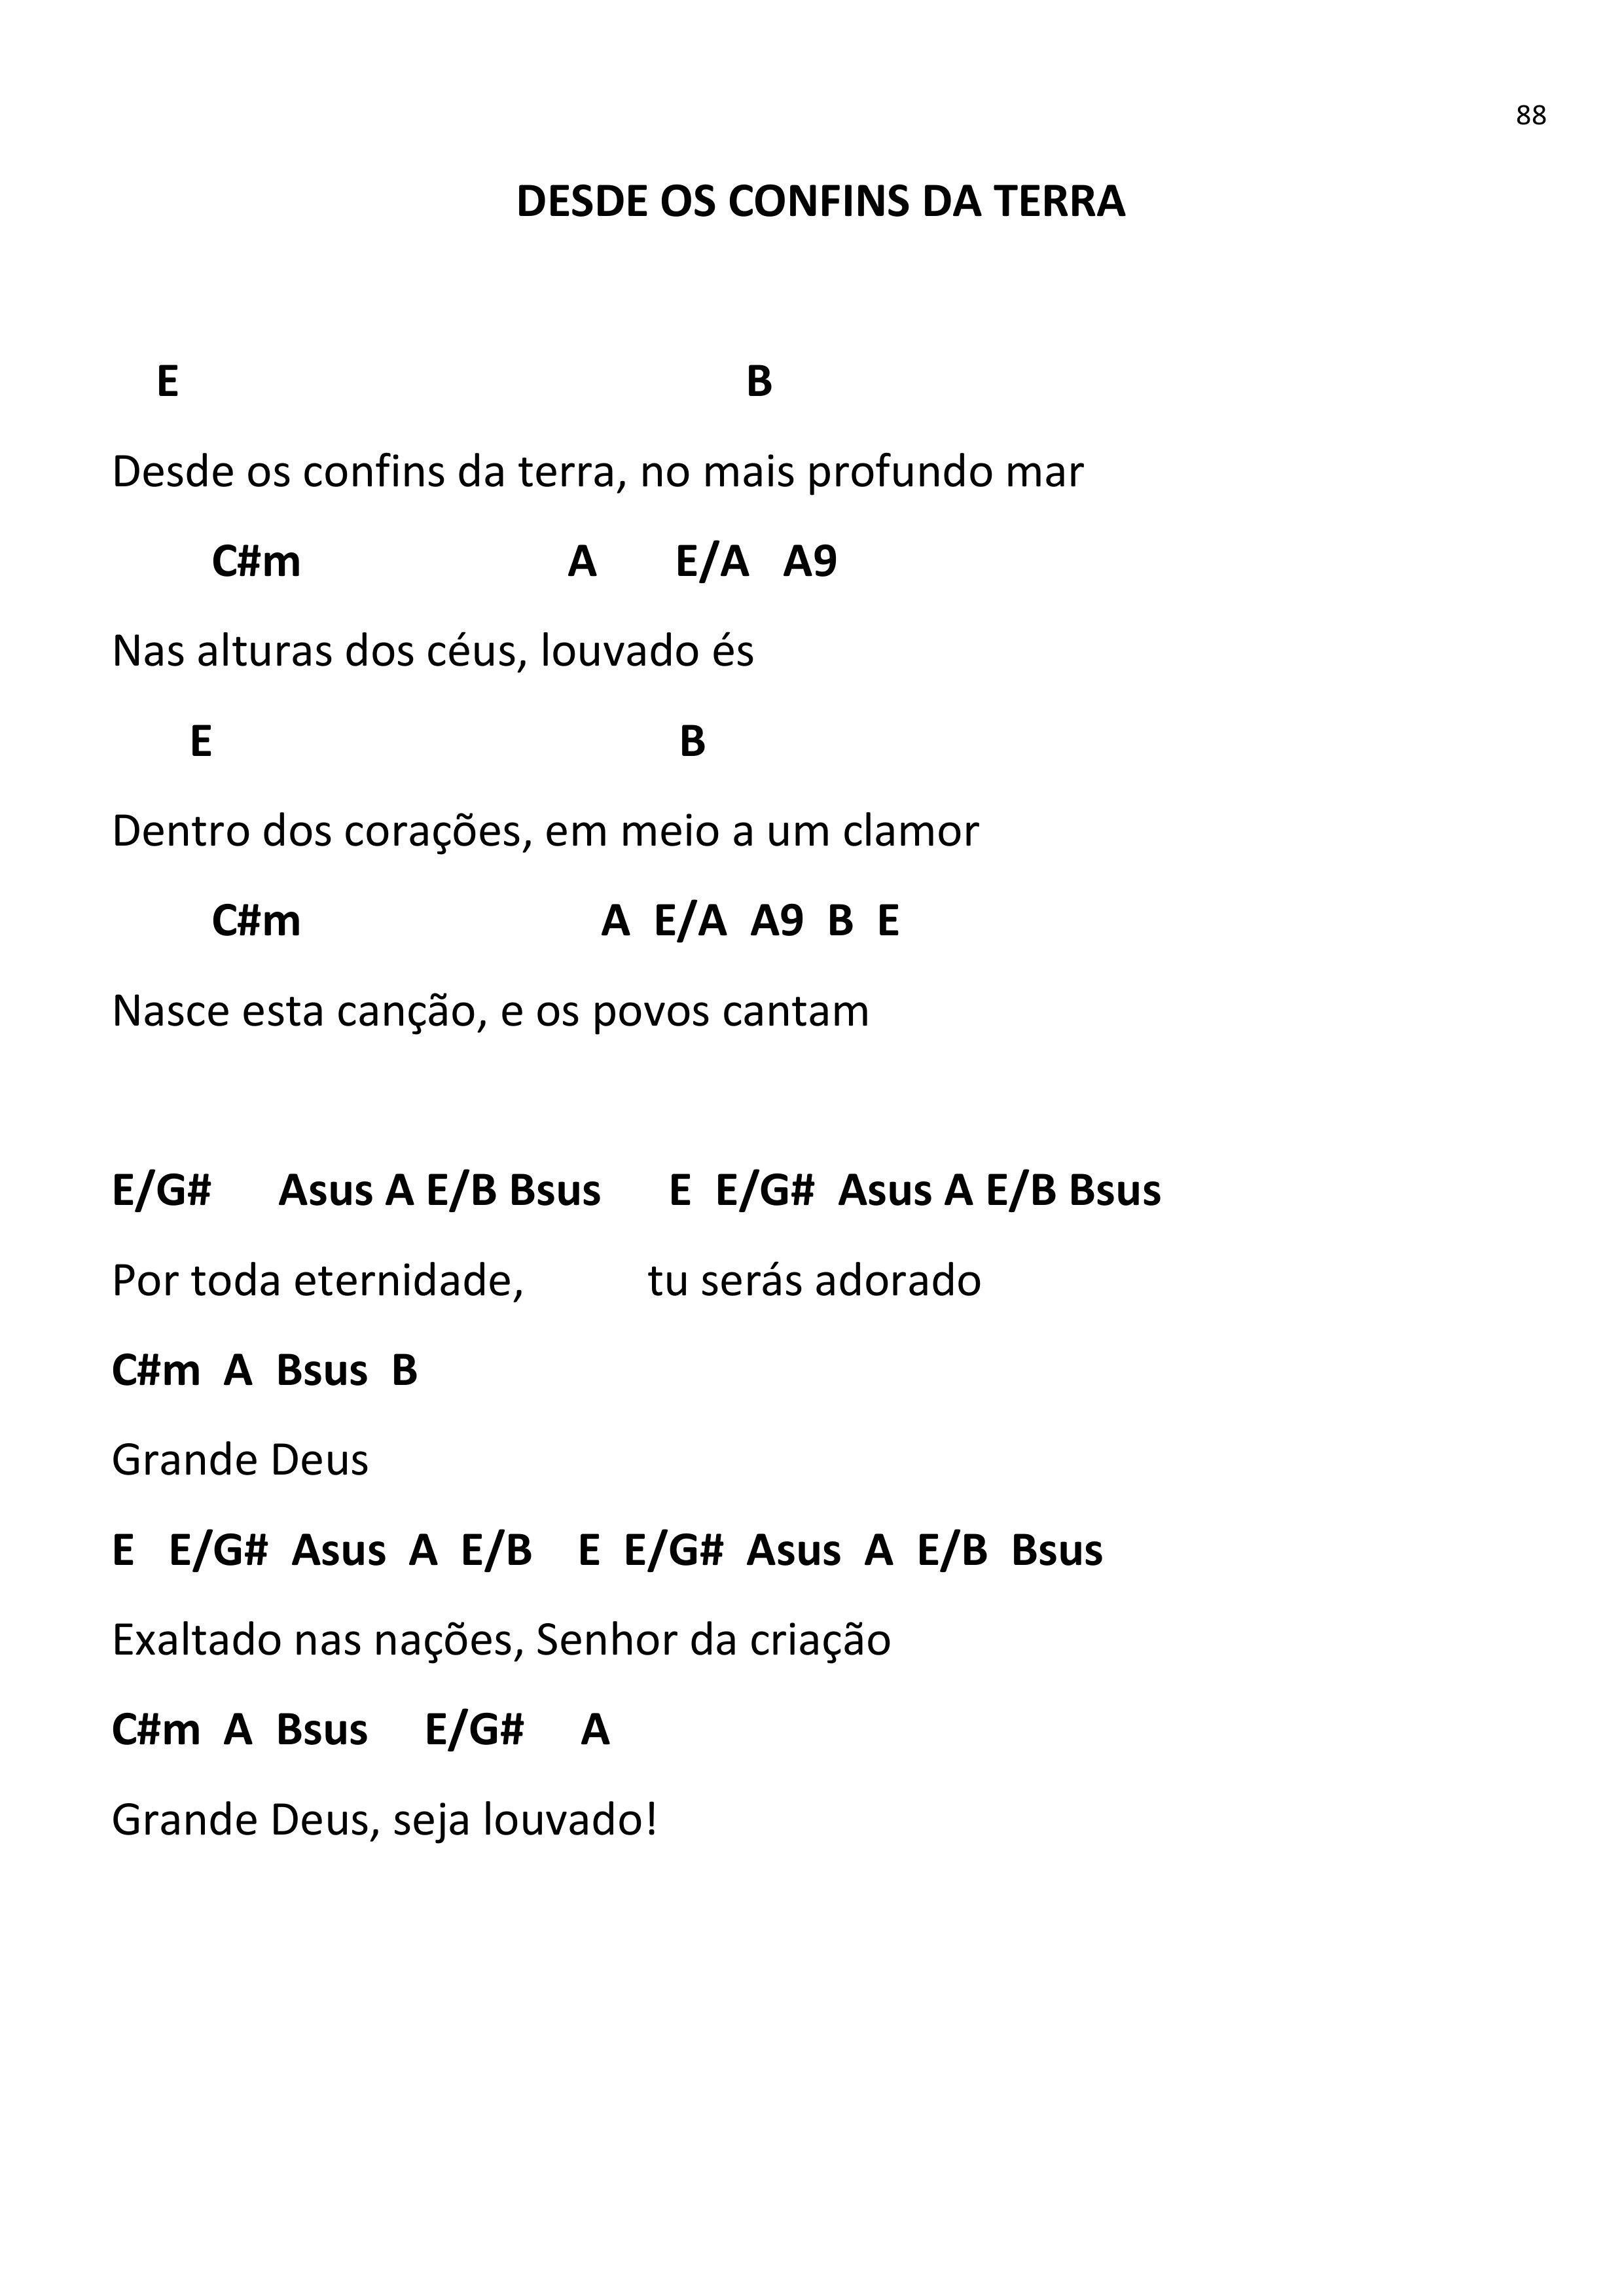 88
DESDE OS CONFINS DA TERRA
E B
Desde os confins da terra, no mais profundo mar
C#m A E/A A9
Nas alturas dos céus, louvado és
E B
Dentro dos corações, em meio a um clamor
C#m A E/A A9 B E
Nasce esta canção, e os povos cantam
E/G# Asus A E/B Bsus E E/G# Asus A E/B Bsus
Por toda eternidade, tu serás adorado
C#m A Bsus B
Grande Deus
E E/G# Asus A E/B E E/G# Asus A E/B Bsus
Exaltado nas nações, Senhor da criação
C#m A Bsus E/G# A
Grande Deus, seja louvado!